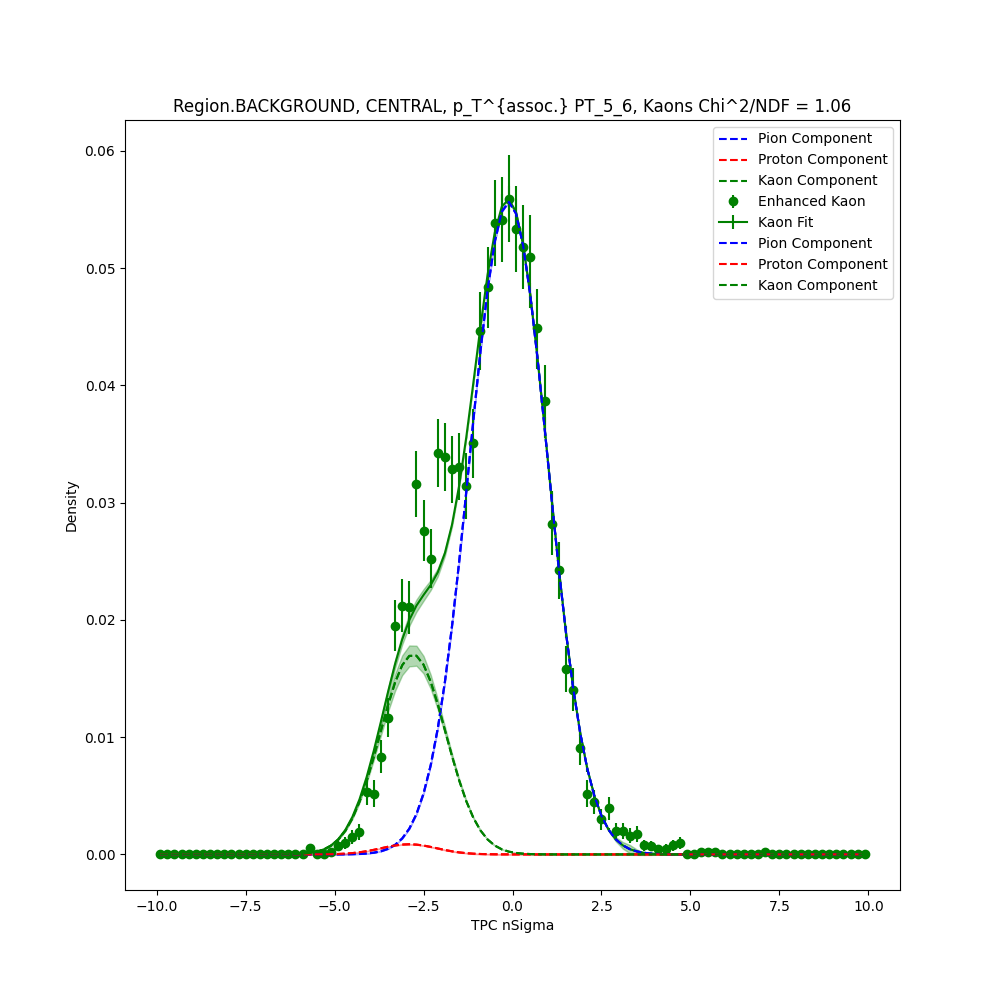 Region.BACKGROUND, CENTRAL, p_T^{assoc.} PT_5_6, Kaons Chi^2/NDF = 1.06
Pion Component
Proton Component
Kaon Component
Enhanced Kaon
Kaon Fit
Pion Component
Proton Component
Kaon Component
0.06
0.05
0.04
0.03
0.02
0.01
0.00
Density
−10.0
−7.5
−5.0
−2.5
0.0
2.5
5.0
7.5
10.0
TPC nSigma